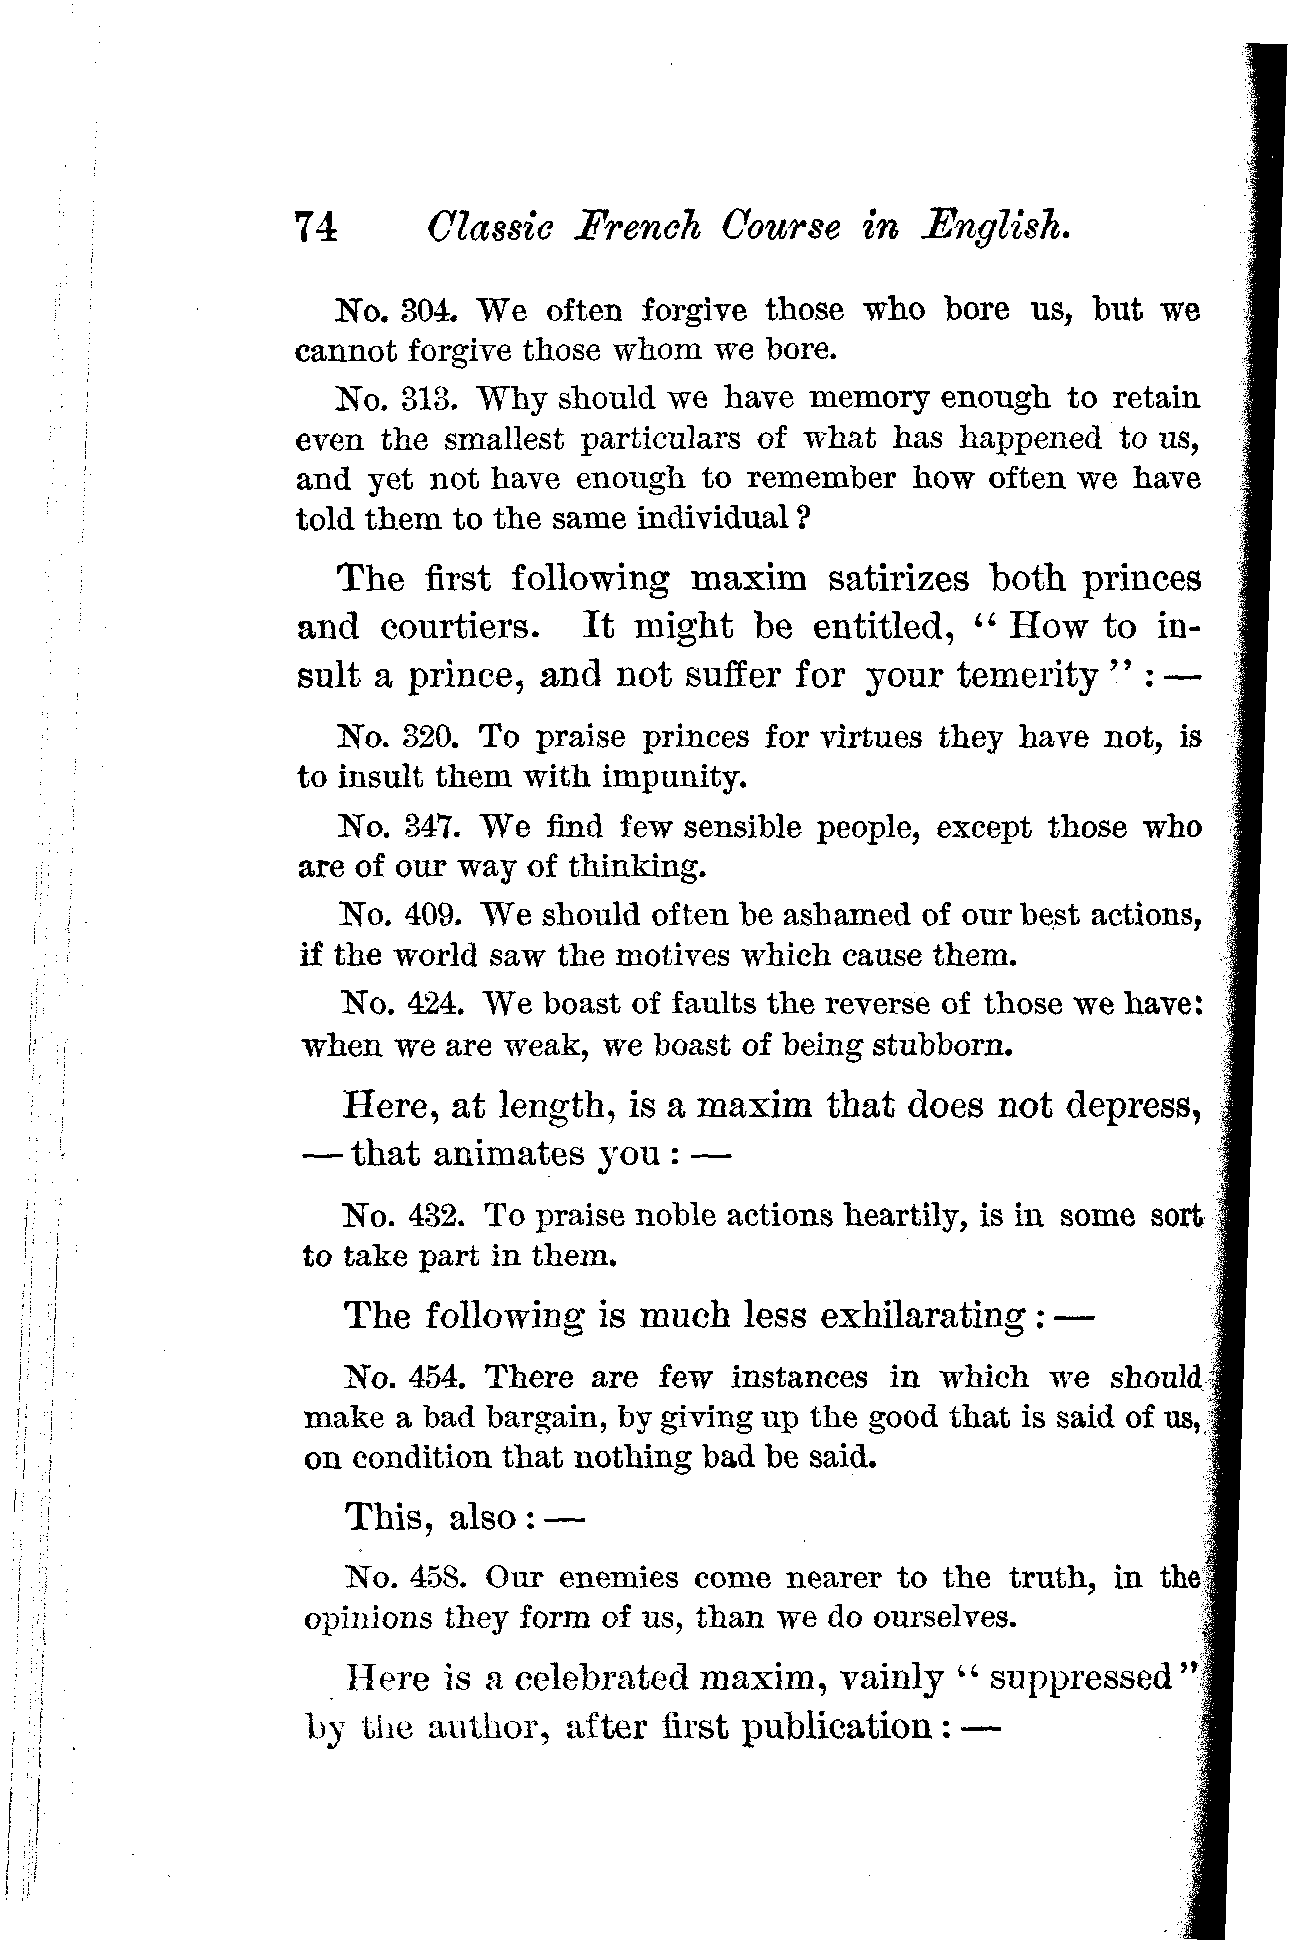 74 Classic French Course in English.
No. 304. We often forgive those who bore us, but we
cannot forgive those whom we bore.
No. 313. Why should we have memory enough to retain
even the smallest particulars of what has happened to us,
and yet not have enough to remember how often we have
told them to the same individual?
The first following maxim satirizes both princes
and courtiers. It might be entitled, “How to in-
sult a prince, and not suffer for your temerity”:—
No. 320. To praise princes for virtues they have not, is
to insult them with impunity.
No. 347. We find few sensible people, except those who
are of our way of thinking.
No. 409. We should often be ashamed of our best actions,
if the world saw the motives which cause them.
No. 424. We boast of faults the reverse of those we have:
when we are weak, we boast of being stubborn.
Here, at length, is a maxim that does not depress,
—that animates you:—
No. 432. To praise noble actions heartily, is in some sort
to take part in them.
The following is much less exhilarating:—
No. 454. There are few instances in which we should
make a bad bargain, by giving up the good that is said of us,
on condition that nothing bad be said.
This, also:—
No. 458. Our enemies come nearer to the truth, in the
opinions they form of us, than we do ourselves.
Here is a celebrated maxim, vainly “suppressed”
by the author, after first publication:—